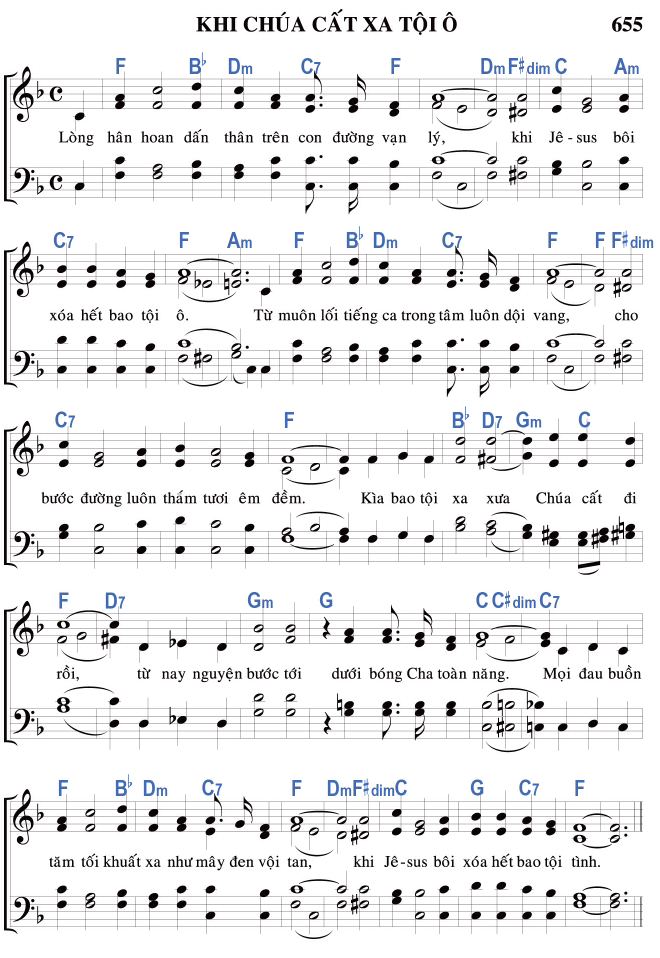 KHI CHÚA CẤT XA TỘI Ô 655
F B♭ Dm C7 F Dm F♯dim C Am
Lòng hân hoan dấn thân trên con đường vạn lý, khi Jê-sus bôi
C7 F Am F B♭ Dm C7 F F F♯dim
xóa hết bao tội ô. Từ muôn lối tiếng ca trong tâm luôn dội vang, cho
C7 F B♭ D7 Gm C
bước đường luôn thắm tươi êm đềm. Kìa bao tội xa xưa Chúa cất đi
F D7 Gm G C C♯dim C7
rồi, từ nay nguyện bước tới dưới bóng Cha toàn năng. Mọi đau buồn
F B♭ Dm C7 F Dm F♯dim C G C7 F
tăm tối khuất xa như mây đen vội tan, khi Jê-sus bôi xóa hết bao tội tình.